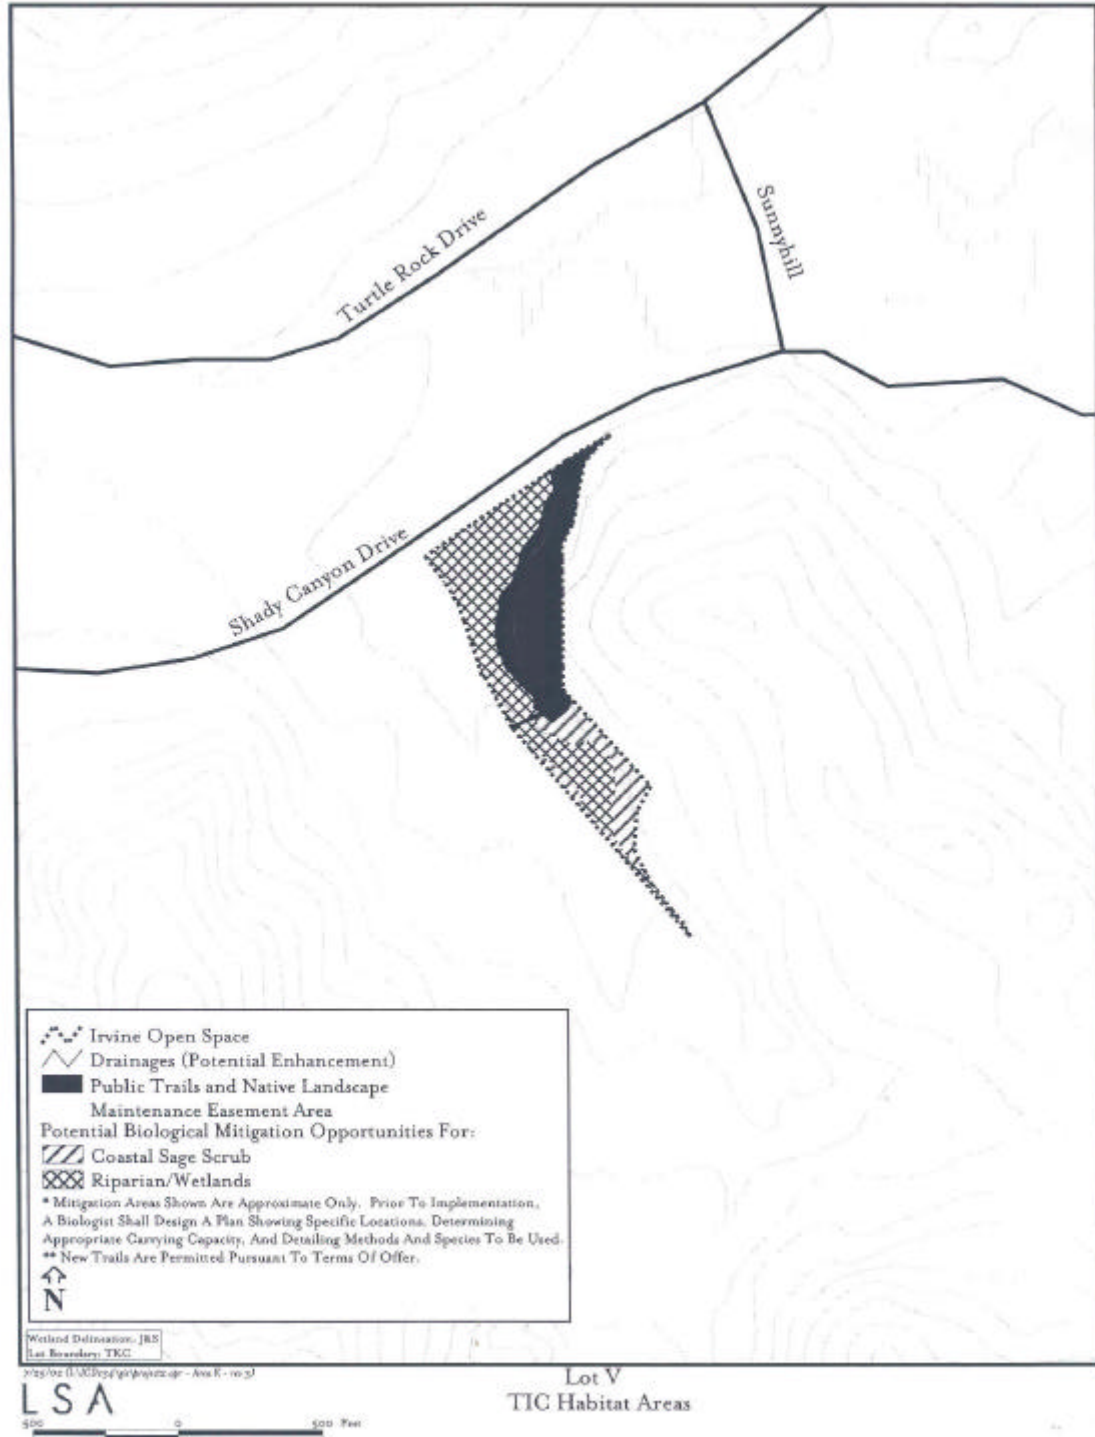 Turtle Rock Drive
Sunnyhill
Shady Canyon Drive
Irvine Open Space
Drainages (Potential Enhancement)
Public Trails and Native Landscape
Maintenance Easement Area
Potential Biological Mitigation Opportunities For:
Coastal Sage Scrub
Riparian/Wetlands
* Mitigation Areas Shown Are Approximate Only. Prior To Implementation,
A Biologist Shall Design A Plan Showing Specific Locations, Determining
Appropriate Carrying Capacity, And Detailing Methods And Species To Be Used.
** New Trails Are Permitted Pursuant To Terms Of Offer.
N
Wetland Delineation: J&S
Lot Boundary: TKC
Lot V
TIC Habitat Areas
LSA
500 0 500 Feet